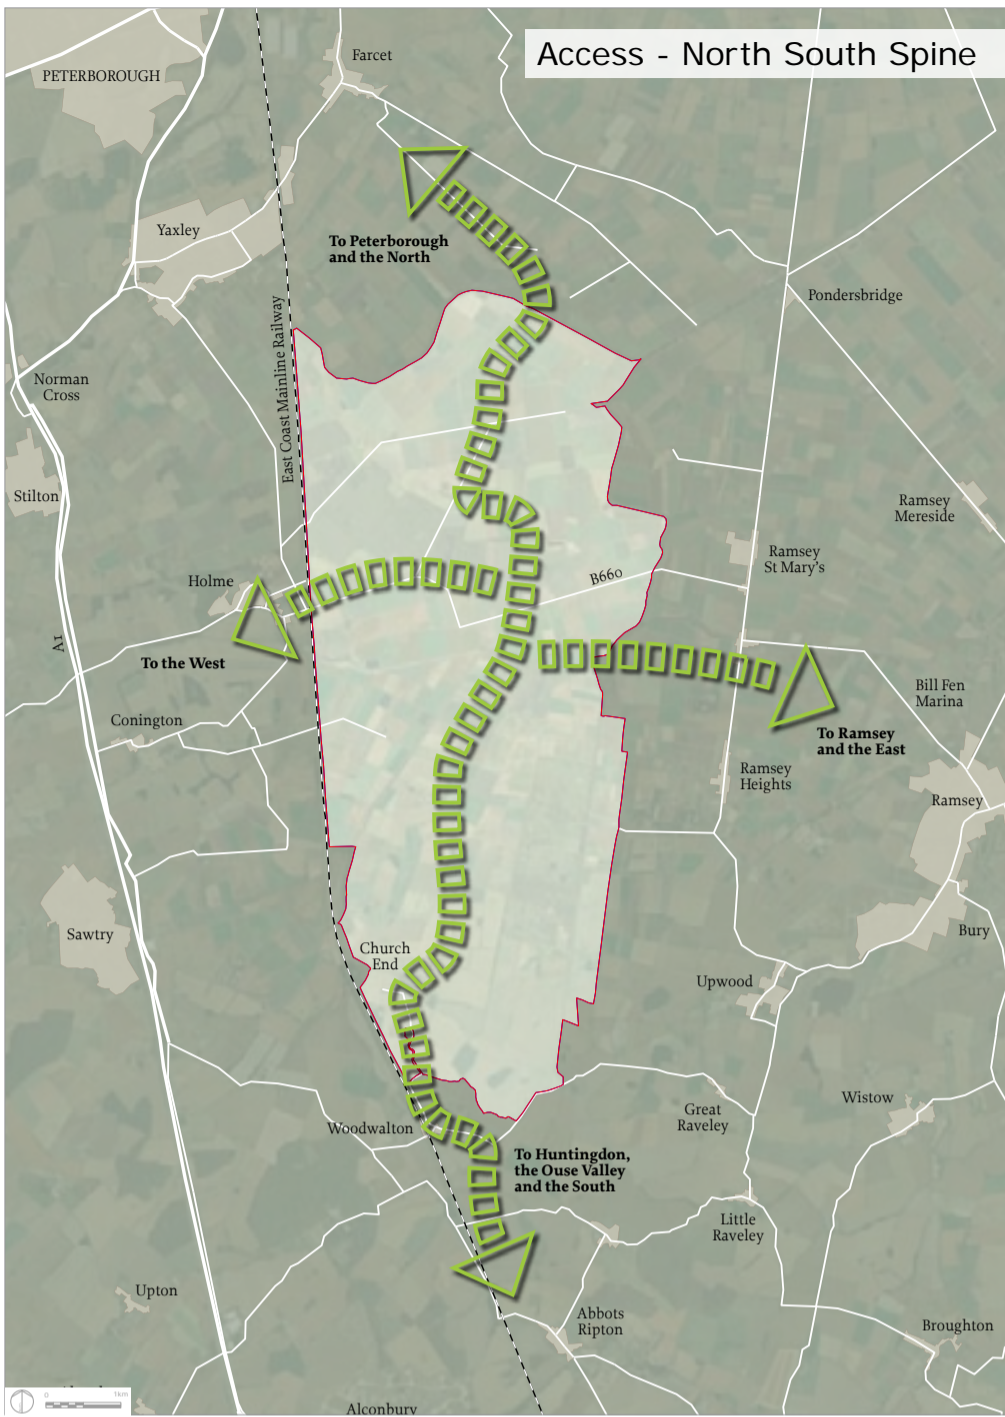 Access - North South Spine
Farcet
PETERBOROUGH
Yaxley
To Peterborough
and the North
Pondersbridge
East Coast Mainline Railway
Norman
Cross
Stilton
Ramsey
Mereside
Ramsey
St Mary's
Holme
B660
A1
To the West
Bill Fen
Marina
Conington
To Ramsey
and the East
Ramsey
Heights
Ramsey
Sawtry
Church
End
Bury
Upwood
Wistow
Great
Raveley
Woodwalton
To Huntingdon,
the Ouse Valley
and the South
Little
Raveley
Upton
Abbots
Ripton
Broughton
0 1km
Alconbury